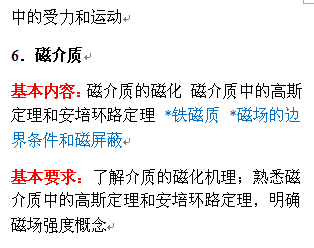 中的受力和运动
6．磁介质
基本内容：磁介质的磁化 磁介质中的高斯
定理和安培环路定理 *铁磁质 *磁场的边
界条件和磁屏蔽
基本要求：了解介质的磁化机理；熟悉磁
介质中的高斯定理和安培环路定理，明确
磁场强度概念